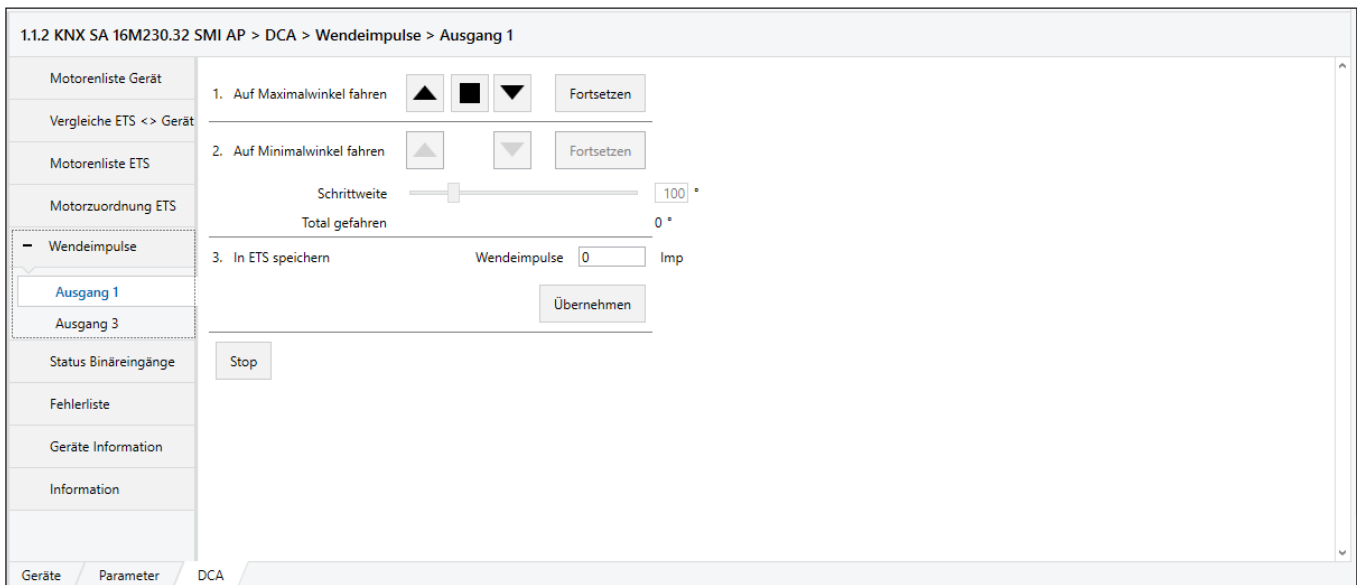 1.1.2 KNX SA 16M230.32 SMI AP > DCA > Wendeimpulse > Ausgang 1
Motorenliste Gerät
Vergleiche ETS <> Gerät
Motorenliste ETS
Motorzuordnung ETS
Wendeimpulse
Ausgang 1
Ausgang 3
Status Binäreingänge
Fehlerliste
Geräte Information
Information
1. Auf Maximalwinkel fahren Fortsetzen
2. Auf Minimalwinkel fahren Fortsetzen
Schrittweite 100 °
Total gefahren 0 °
3. In ETS speichern Wendeimpulse 0 Imp
Übernehmen
Stop
Geräte Parameter DCA